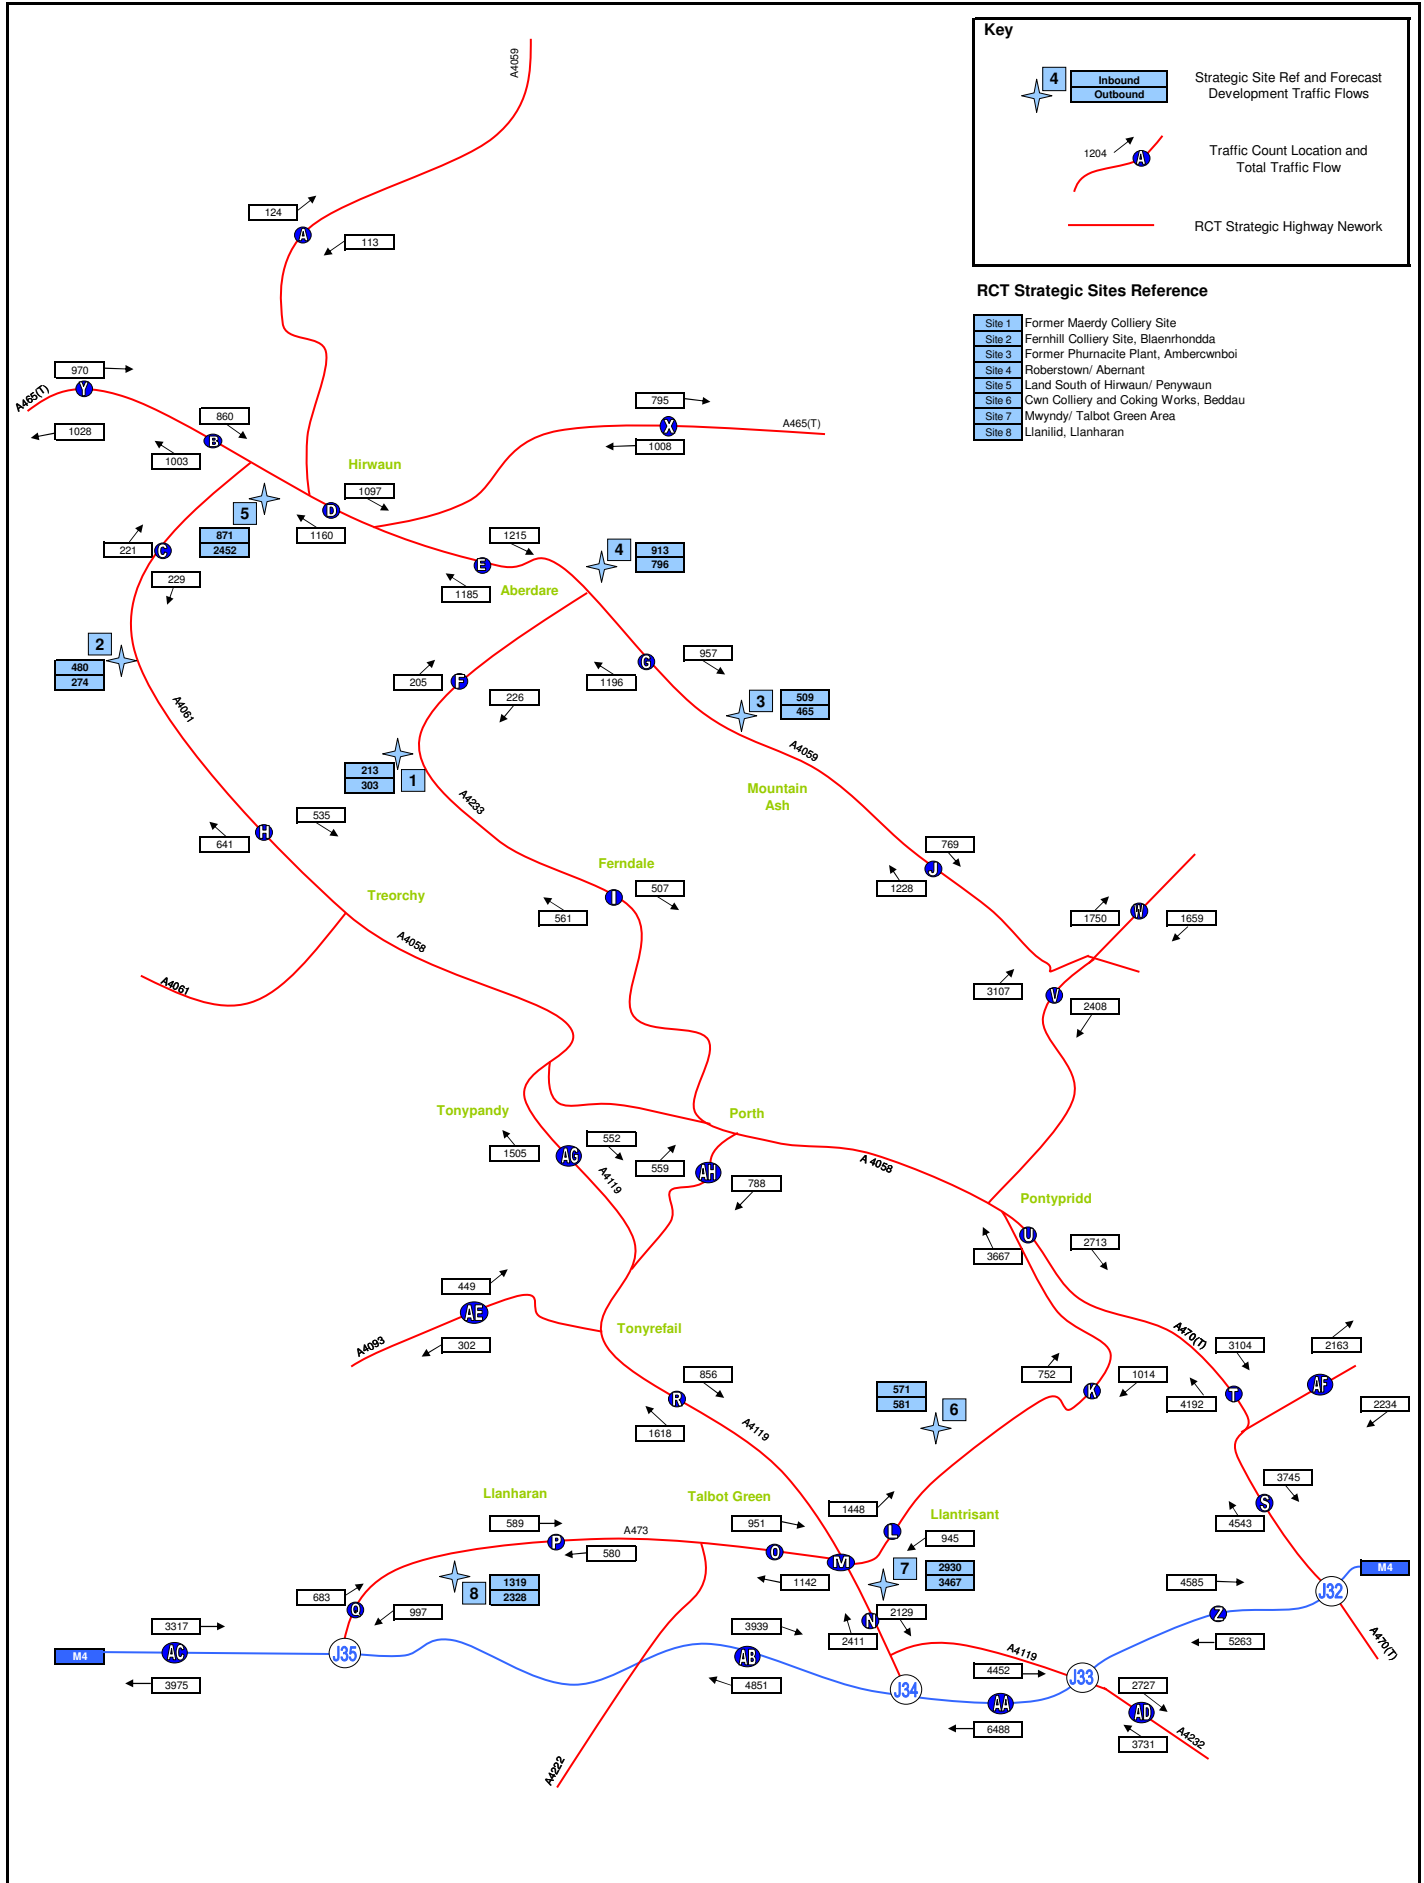 Key
4
Inbound
Outbound
Strategic Site Ref and Forecast
Development Traffic Flows
1204
A
Traffic Count Location and
Total Traffic Flow
RCT Strategic Highway Nework
RCT Strategic Sites Reference
Site 1 Former Maerdy Colliery Site
Site 2 Fernhill Colliery Site, Blaenrhondda
Site 3 Former Phurnacite Plant, Ambercwnboi
Site 4 Roberstown/ Abernant
Site 5 Land South of Hirwaun/ Penywaun
Site 6 Cwn Colliery and Coking Works, Beddau
Site 7 Mwyndy/ Talbot Green Area
Site 8 Llanilid, Llanharan
A4059
124
A
113
970
Y
A465(T)
1028
860
B
1003
795
X
A465(T)
1008
Hirwaun
1097
D
1160
5
871
2452
221
C
229
1215
E
1185
4
913
796
Aberdare
2
480
274
A4061
205
F
226
957
G
1196
3
509
465
A4059
Mountain
Ash
213
303
1
A4233
535
H
641
Ferndale
507
I
561
769
J
1228
Treorchy
A4058
A4061
1750
W
1659
3107
V
2408
Tonypandy
Porth
1505
AG
552
A4119
559
AH
788
A 4058
Pontypridd
3667
U
2713
449
AE
302
A4093
Tonyrefail
A470(T)
3104
T
4192
2163
AF
2234
856
R
1618
A4119
571
581
6
752
K
1014
Llanharan
Talbot Green
Llantrisant
589
P
580
A473
951
O
1142
1448
L
945
M
3745
S
4543
8
1319
2328
7
2930
3467
683
Q
997
N
2129
2411
4585
Z
5263
J32
M4
A470(T)
3317
M4
AC
3975
J35
3939
AB
4851
J34
A4119
4452
AA
6488
J33
2727
AD
3731
A4232
A4222